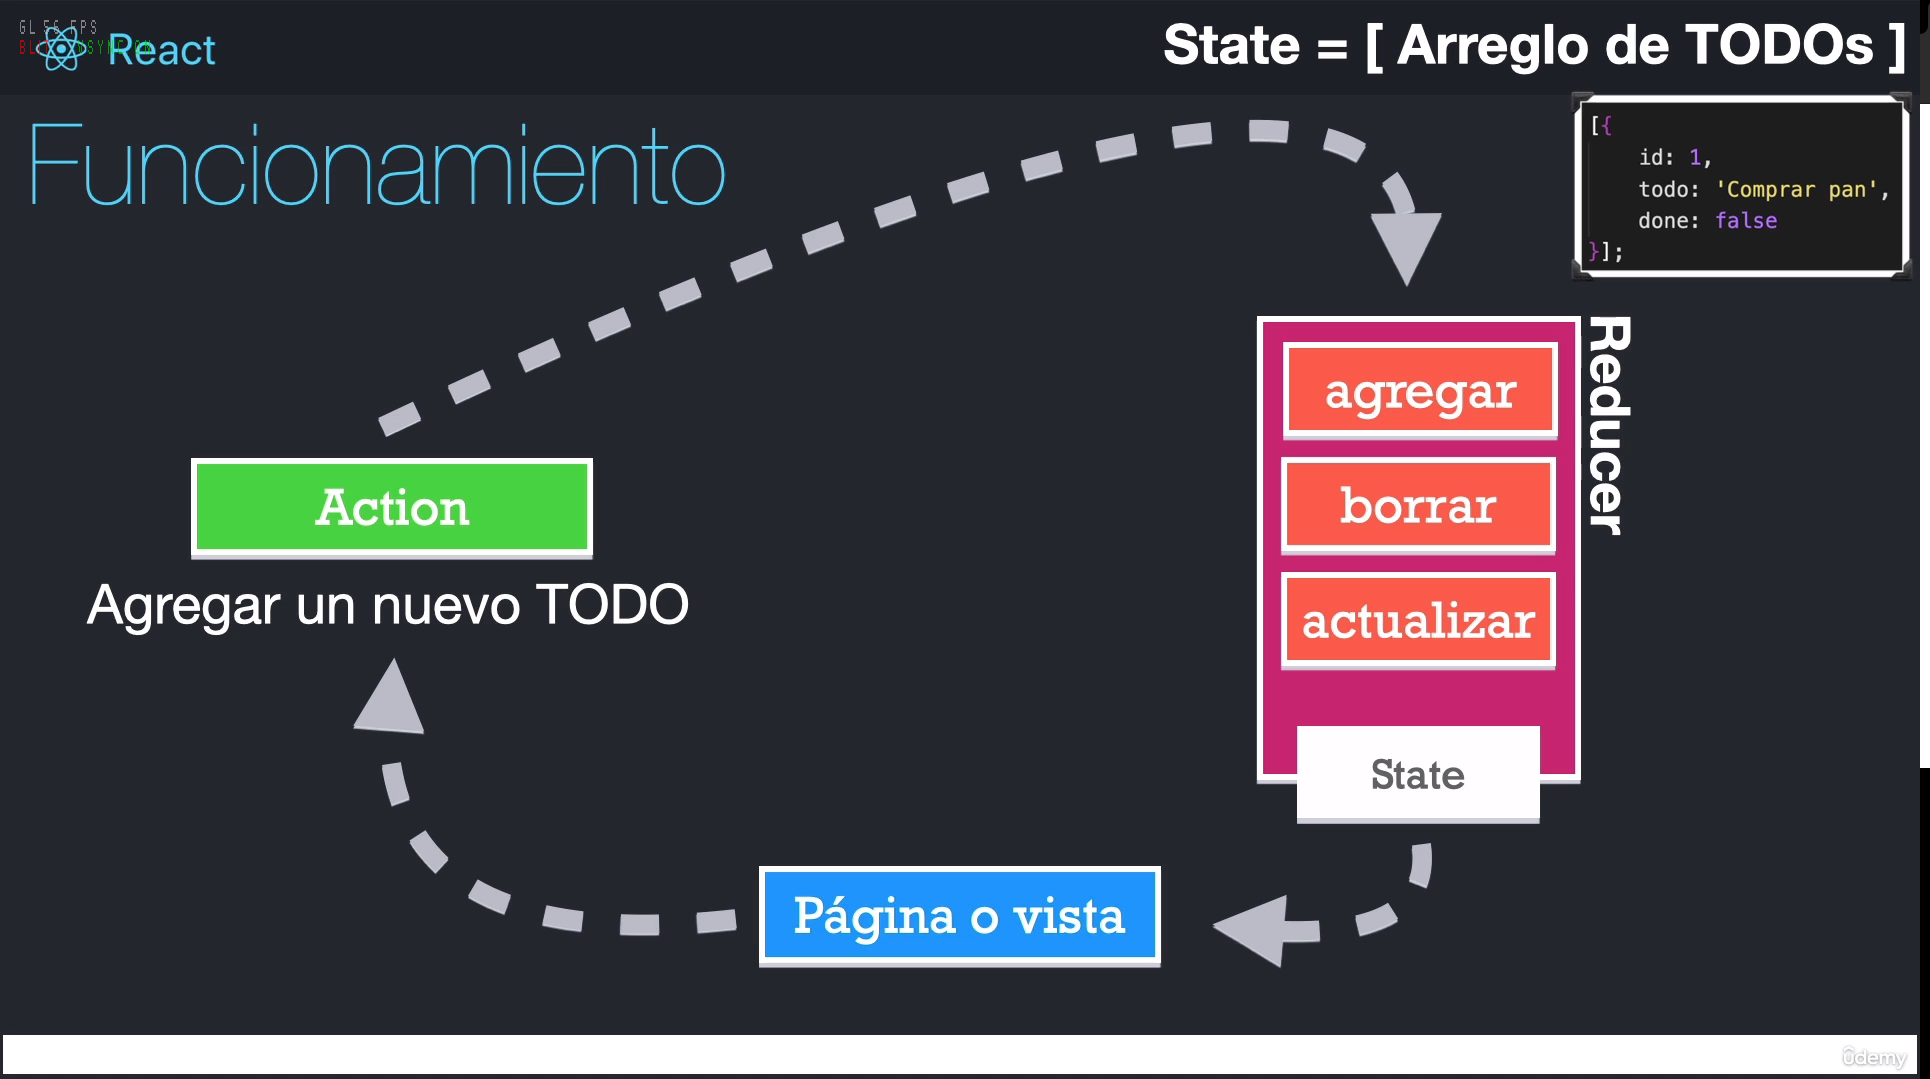 GL 56 FPS
React
State = [ Arreglo de TODOs ]
Funcionamiento
[{
id: 1,
todo: 'Comprar pan',
done: false
}];
Reducer
agregar
borrar
actualizar
State
Action
Agregar un nuevo TODO
Página o vista
ûdemy